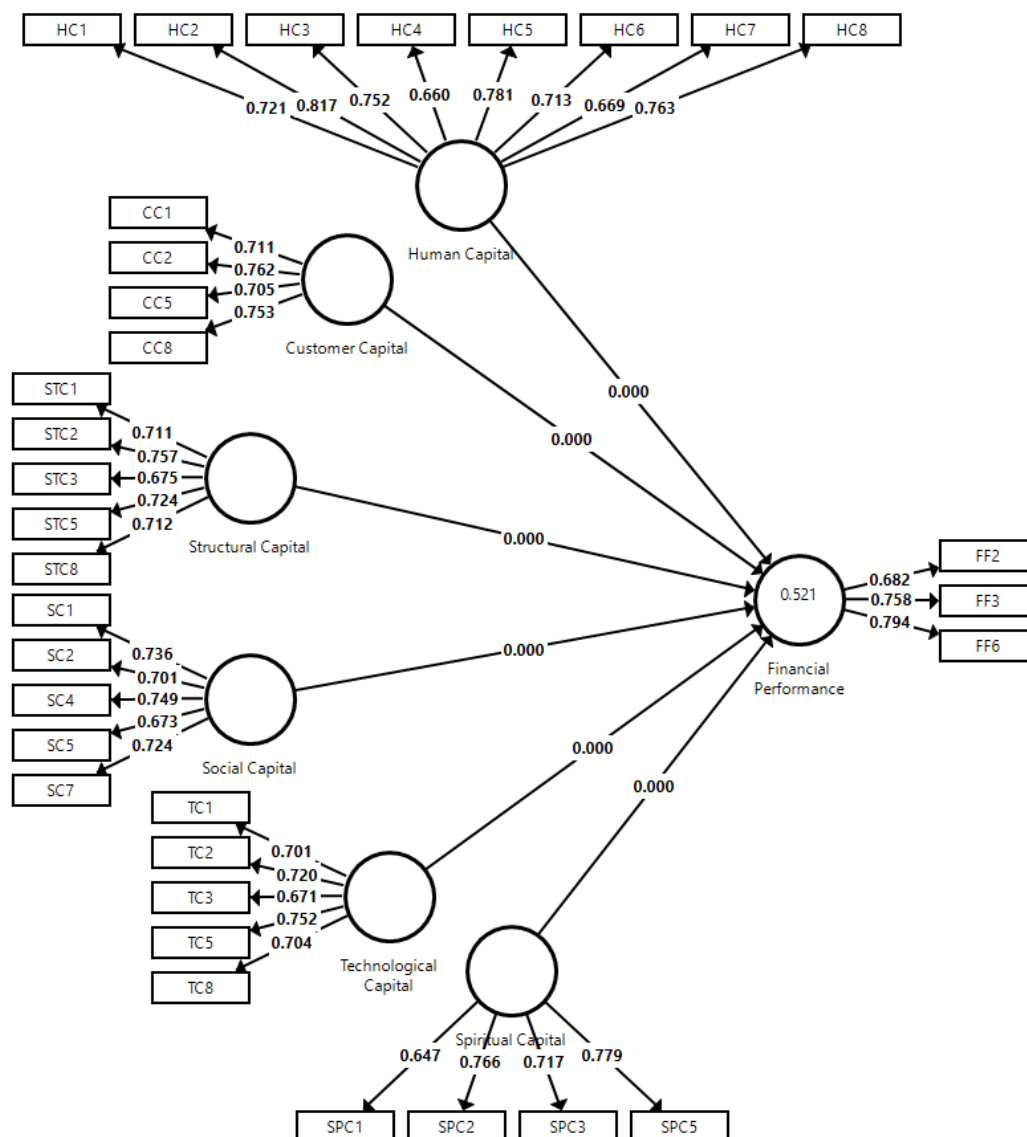 HC1 HC2 HC3 HC4 HC5 HC6 HC7 HC8
0.721 0.817 0.752 0.660 0.781 0.713 0.669 0.763
Human Capital
CC1
CC2
CC5
CC8
0.711
0.762
0.705
0.753
Customer Capital
0.000
0.000
STC1
STC2
STC3
STC5
STC8
0.711
0.757
0.675
0.724
0.712
Structural Capital
0.000
SC1
SC2
SC4
SC5
SC7
0.736
0.701
0.749
0.673
0.724
Social Capital
0.000
0.521
Financial
Performance
0.682
0.758
0.794
FF2
FF3
FF6
TC1
TC2
TC3
TC5
TC8
0.701
0.720
0.671
0.752
0.704
Technological
Capital
0.000
0.000
Spiritual Capital
0.647 0.766 0.717 0.779
SPC1 SPC2 SPC3 SPC5